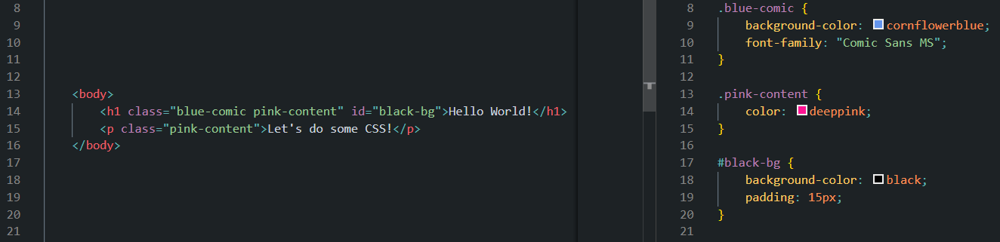 8
9
10
11
12
13 <body>
14 <h1 class="blue-comic pink-content" id="black-bg">Hello World!</h1>
15 <p class="pink-content">Let's do some CSS!</p>
16 </body>
17
18
19
20
21
8 .blue-comic {
9 background-color: cornflowerblue;
10 font-family: "Comic Sans MS";
11 }
12
13 .pink-content {
14 color: deeppink;
15 }
16
17 #black-bg {
18 background-color: black;
19 padding: 15px;
20 }
21